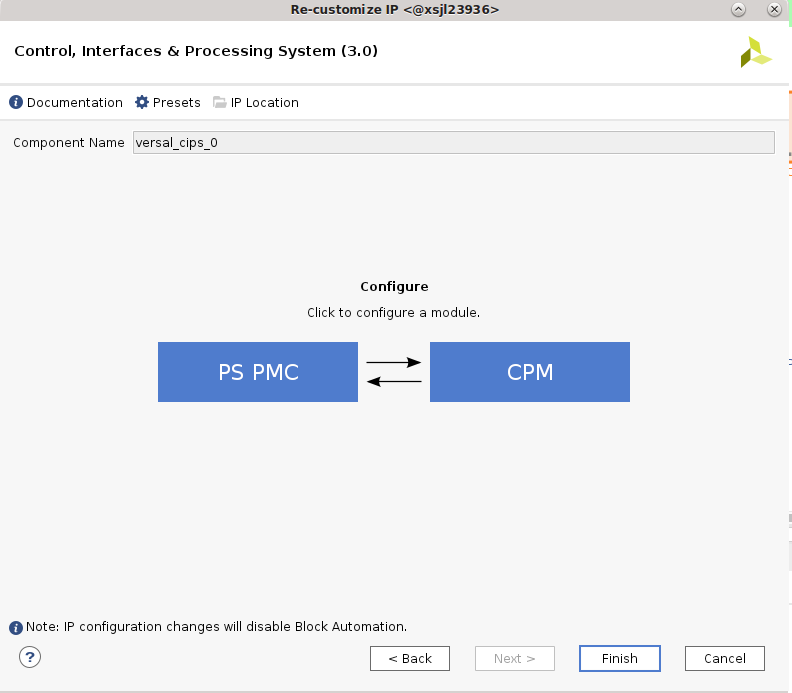 Re-customize IP <@xsjl23936>
Control, Interfaces & Processing System (3.0)
Documentation Presets IP Location
Component Name versal_cips_0
Configure
Click to configure a module.
PS PMC CPM
Note: IP configuration changes will disable Block Automation.
? < Back Next > Finish Cancel